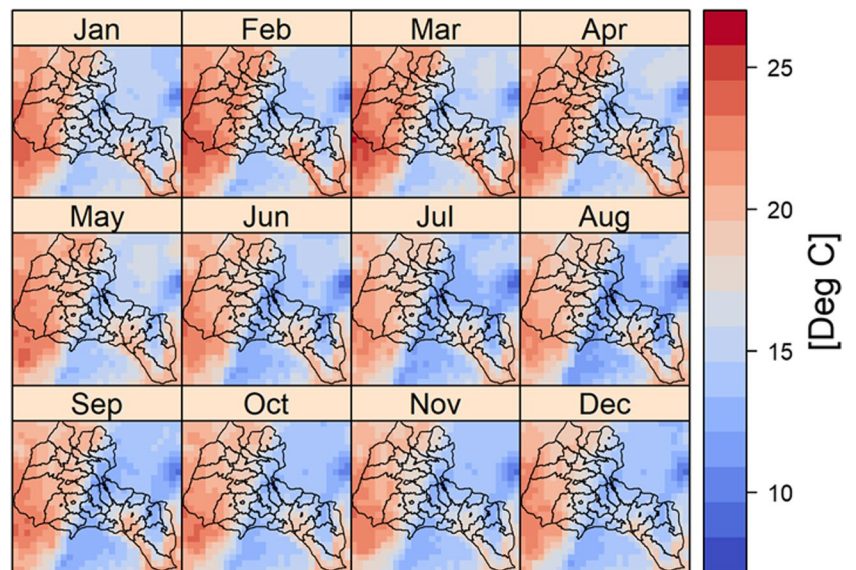 Jan Feb Mar Apr
May Jun Jul Aug
Sep Oct Nov Dec
25
20
15
10
[Deg C]